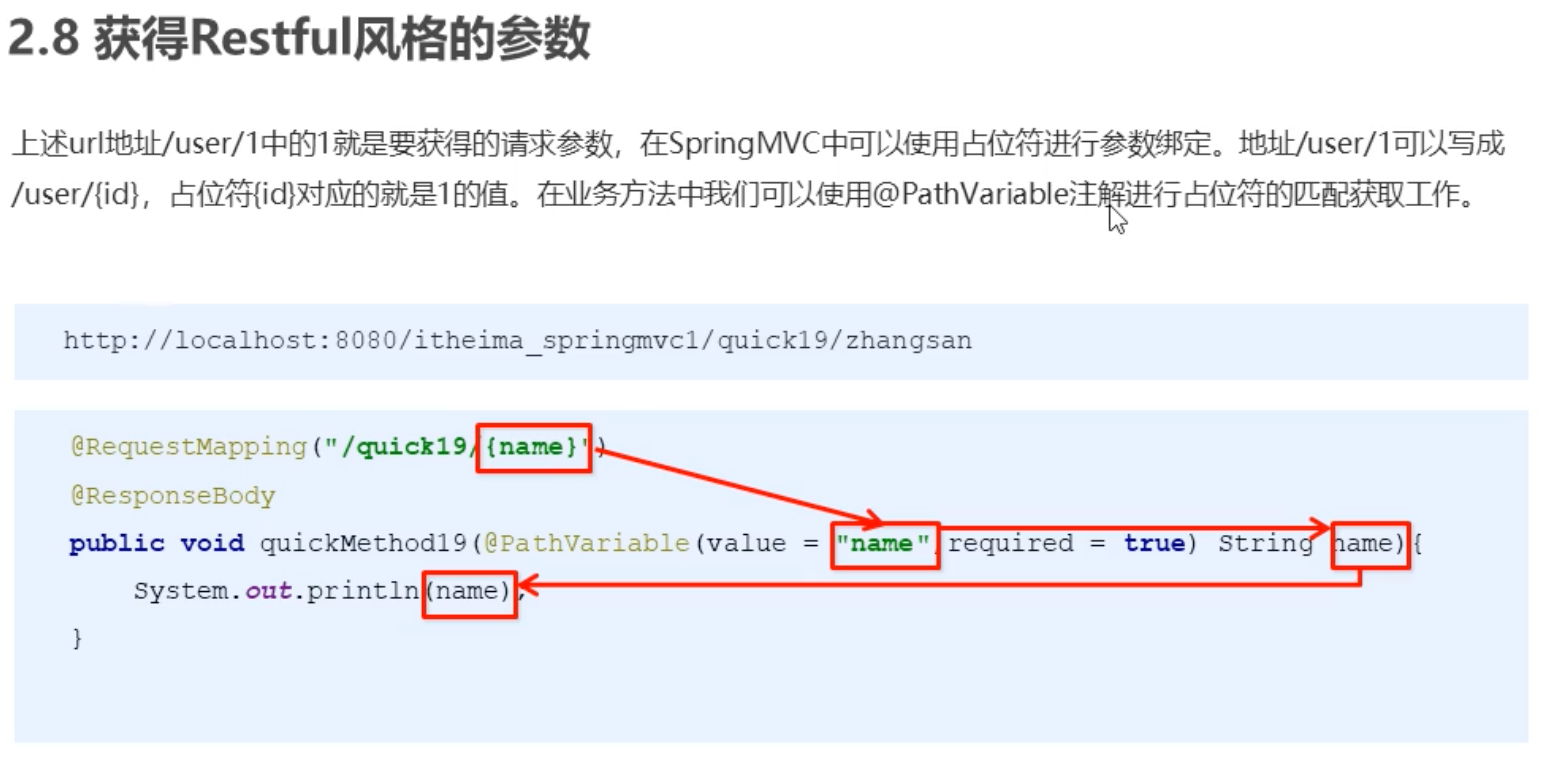 2.8 获得Restful风格的参数
上述url地址/user/1中的1就是要获得的请求参数，在SpringMVC中可以使用占位符进行参数绑定。地址/user/1可以写成
/user/{id}，占位符{id}对应的就是1的值。在业务方法中我们可以使用@PathVariable注解进行占位符的匹配获取工作。
http://localhost:8080/itheima_springmvc1/quick19/zhangsan
@RequestMapping("/quick19/{name}")
@ResponseBody
public void quickMethod19(@PathVariable(value = "name",required = true) String name){
System.out.println(name);
}